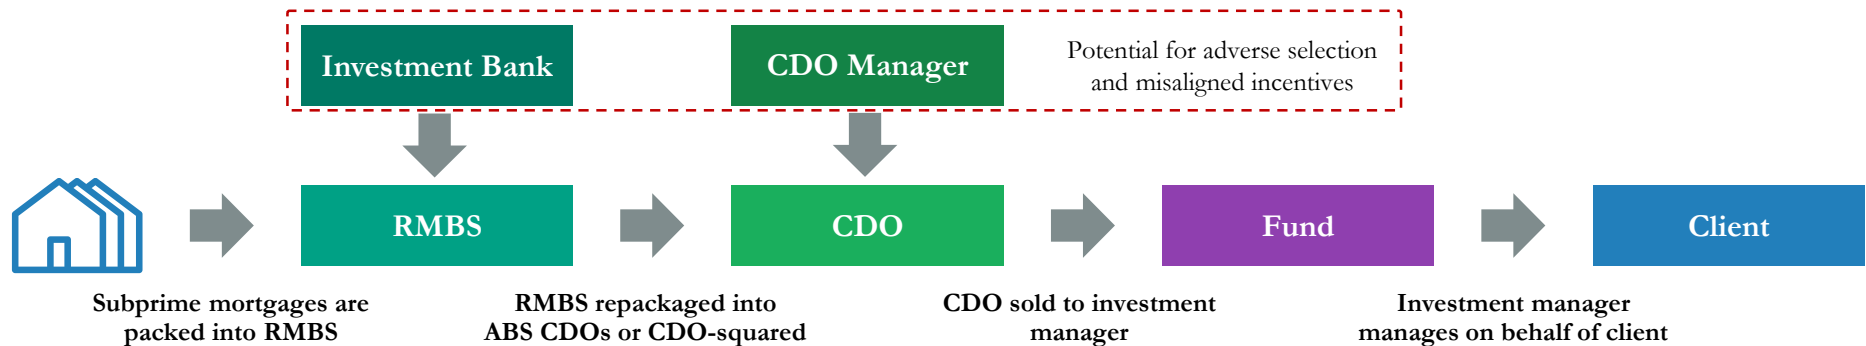 Investment Bank
CDO Manager
Potential for adverse selection
and misaligned incentives
RMBS
CDO
Fund
Client
Subprime mortgages are
packed into RMBS
RMBS repackaged into
ABS CDOs or CDO-squared
CDO sold to investment
manager
Investment manager
manages on behalf of client